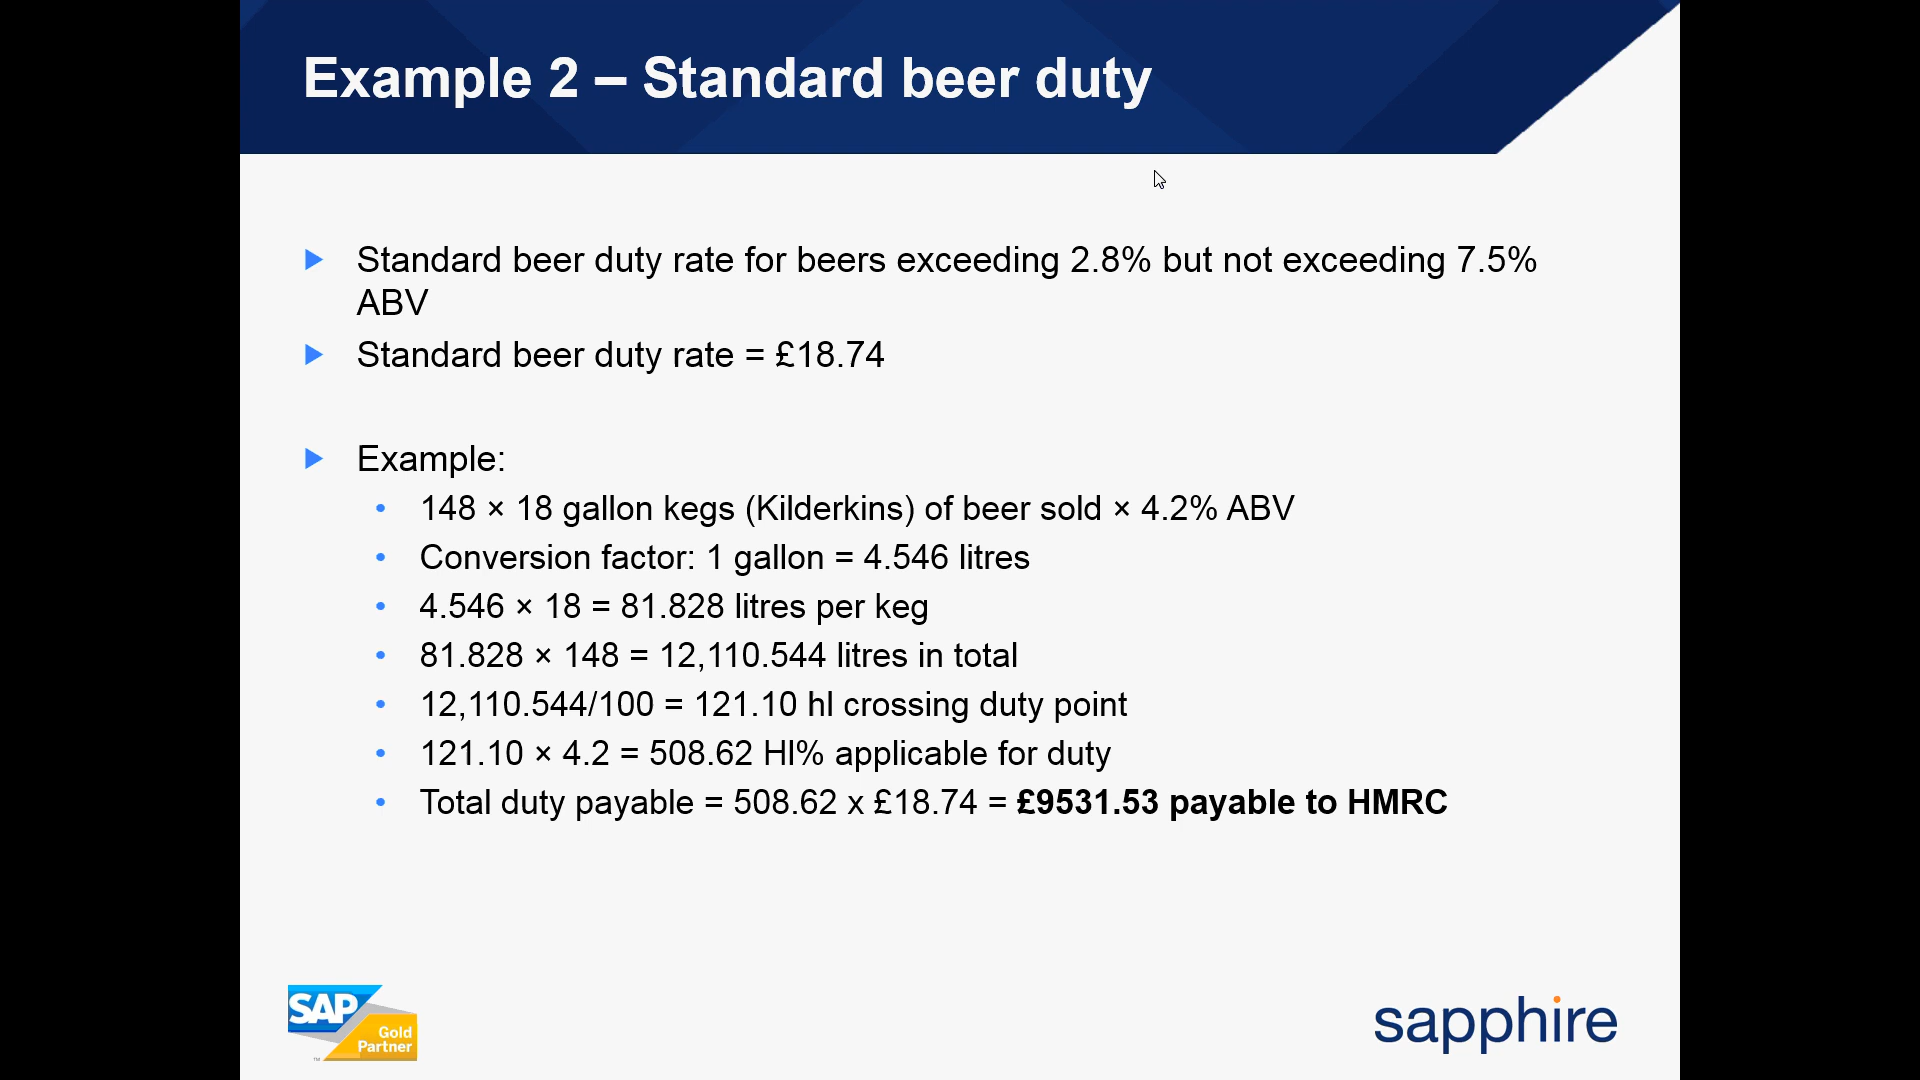 Example 2 – Standard beer duty
Standard beer duty rate for beers exceeding 2.8% but not exceeding 7.5%
ABV
Standard beer duty rate = £18.74
Example:
148 × 18 gallon kegs (Kilderkins) of beer sold × 4.2% ABV
Conversion factor: 1 gallon = 4.546 litres
4.546 × 18 = 81.828 litres per keg
81.828 × 148 = 12,110.544 litres in total
12,110.544/100 = 121.10 hl crossing duty point
121.10 × 4.2 = 508.62 Hl% applicable for duty
Total duty payable = 508.62 x £18.74 = £9531.53 payable to HMRC
SAP
Gold
Partner
™
sapphire